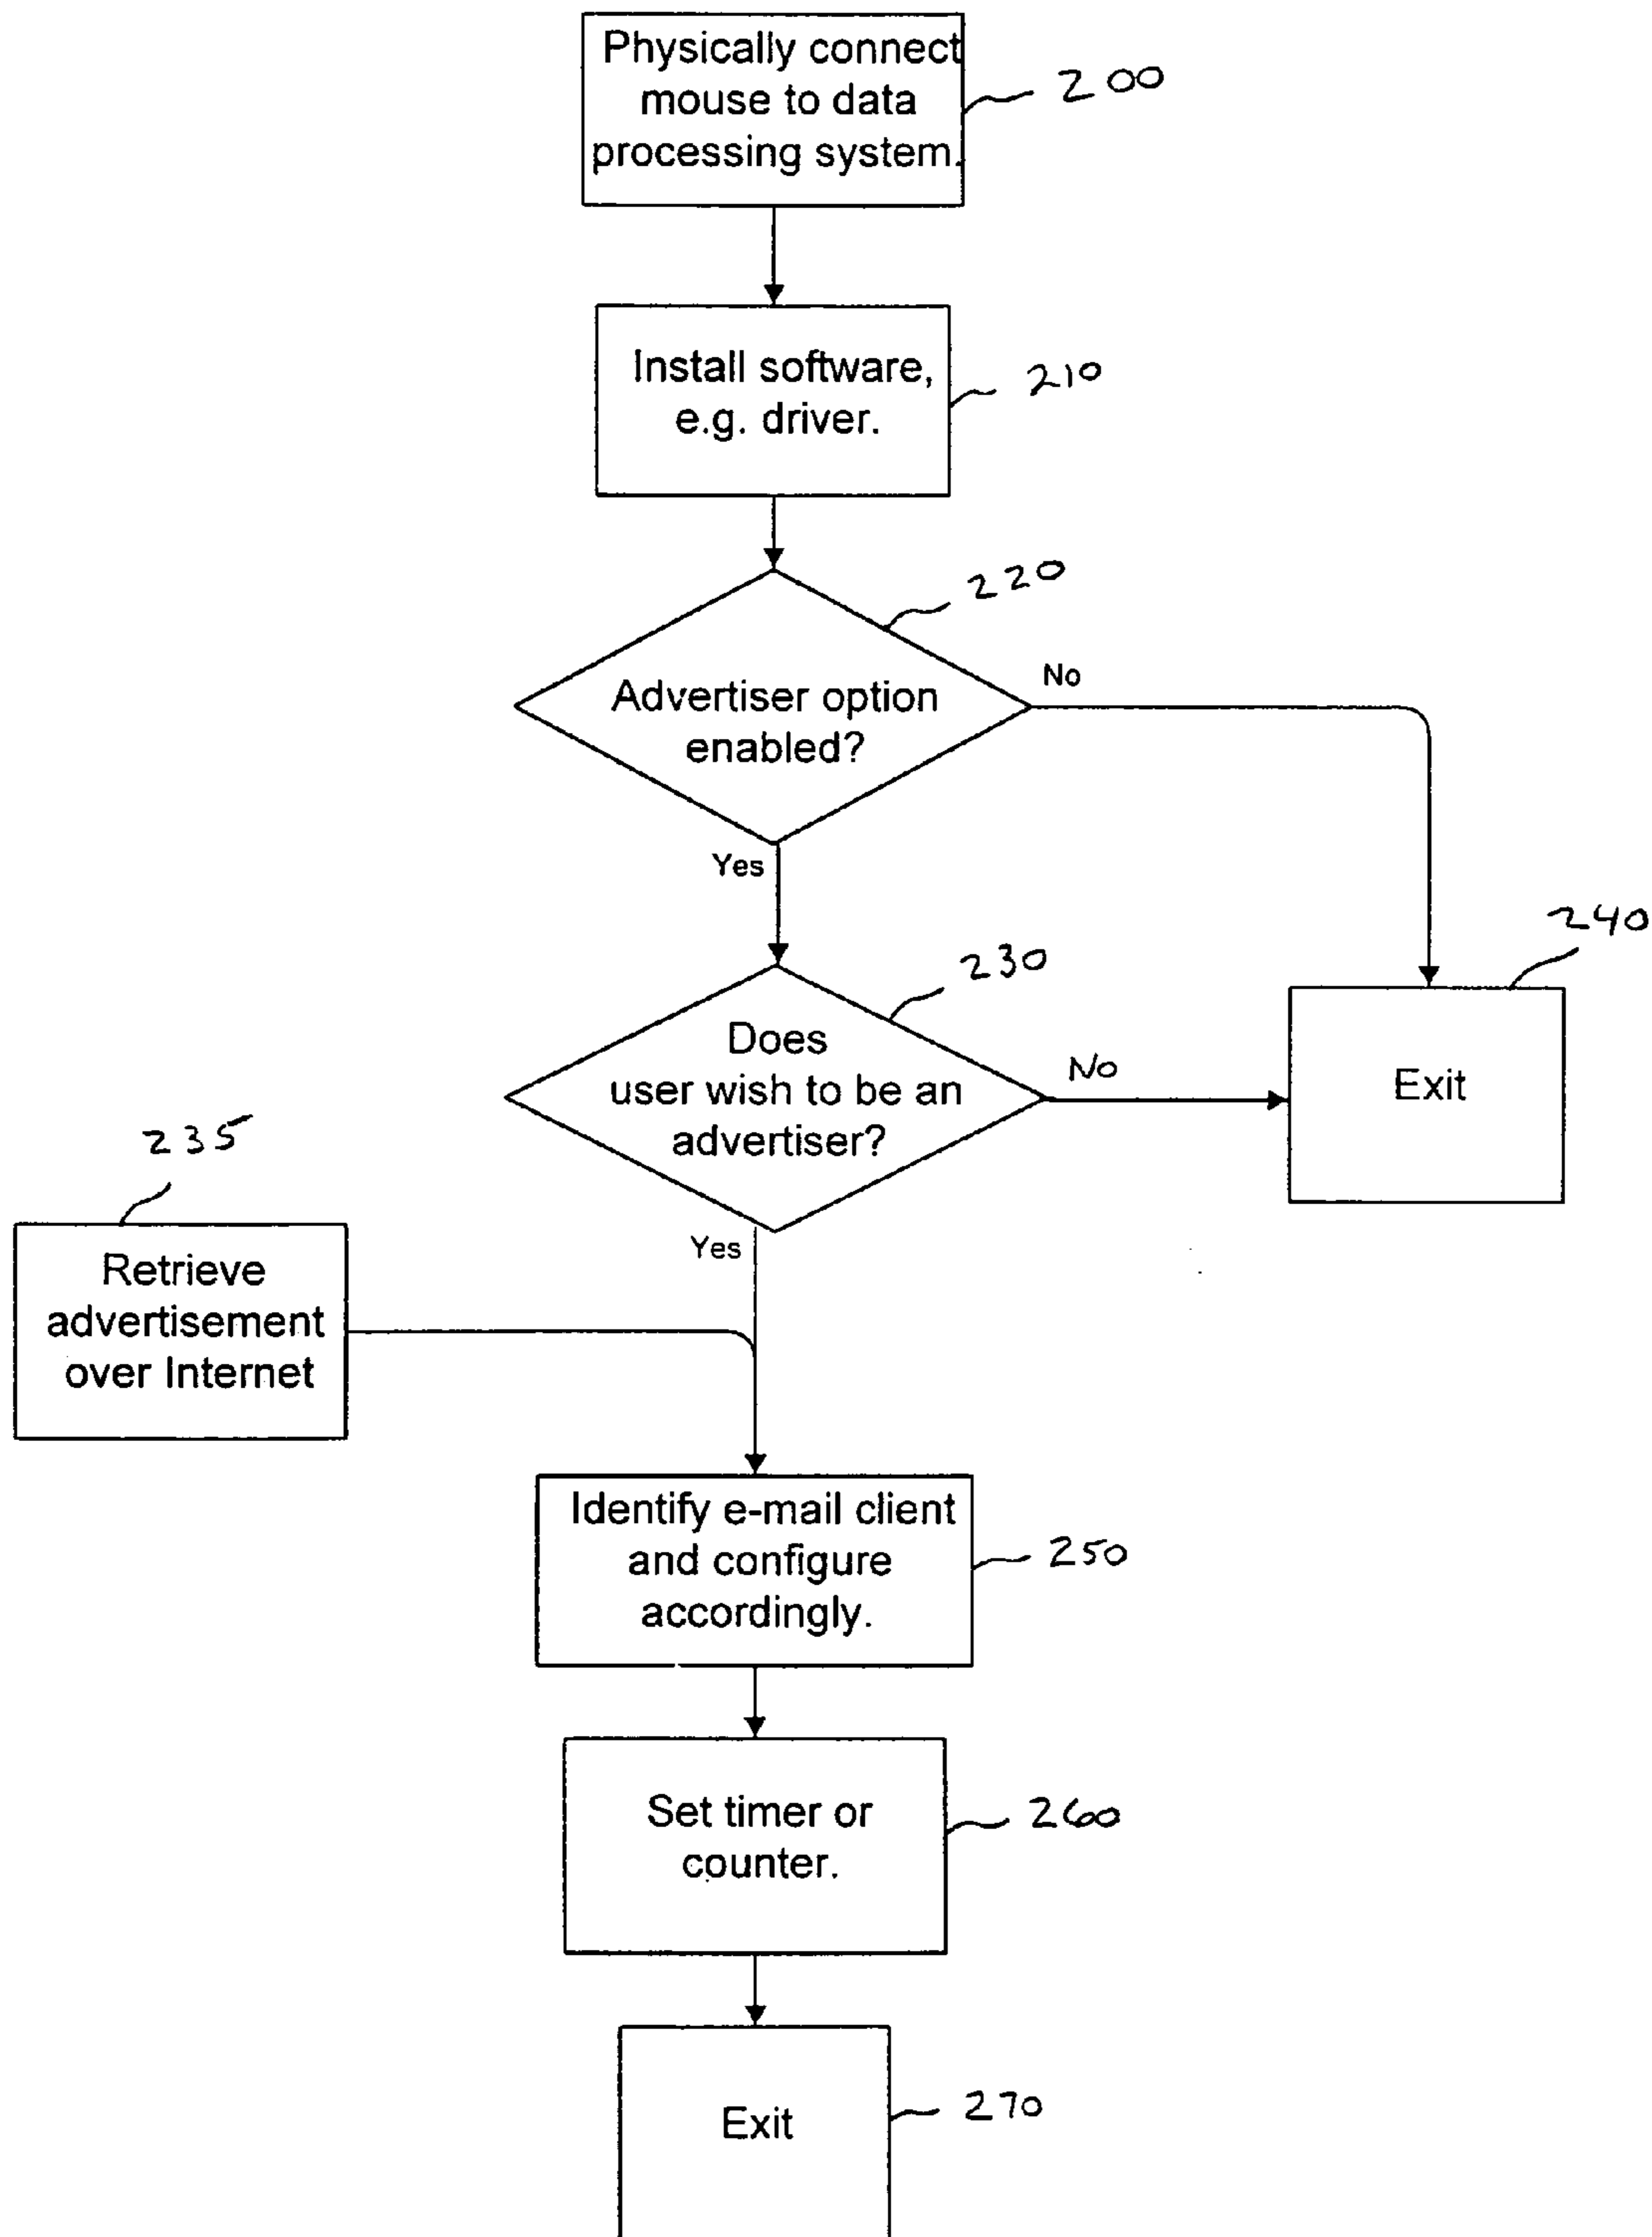 Physically connect
mouse to data
processing system.
200
Install software,
e.g. driver.
210
220
Advertiser option
enabled?
No
Yes
240
230
Does
user wish to be an
advertiser?
No
Exit
235
Yes
Retrieve
advertisement
over Internet
Identify e-mail client
and configure
accordingly.
250
Set timer or
counter.
260
Exit
270